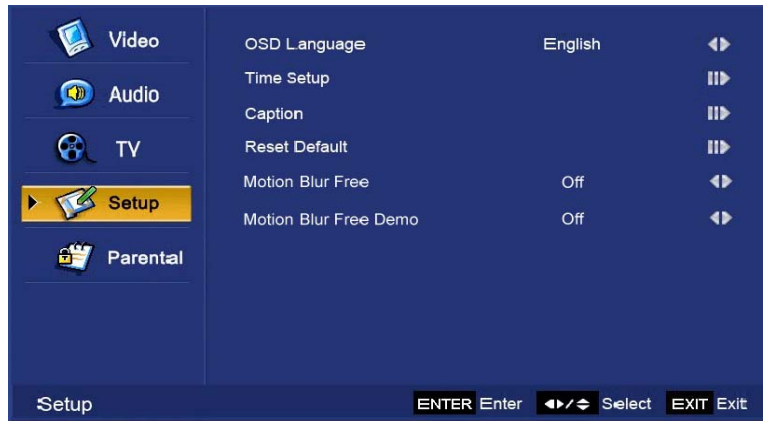 Video
Audio
TV
Setup
Parental
OSD Language English
Time Setup
Caption
Reset Default
Motion Blur Free Off
Motion Blur Free Demo Off
:Setup ENTER Enter ◀▶/◆ Select EXIT Exit